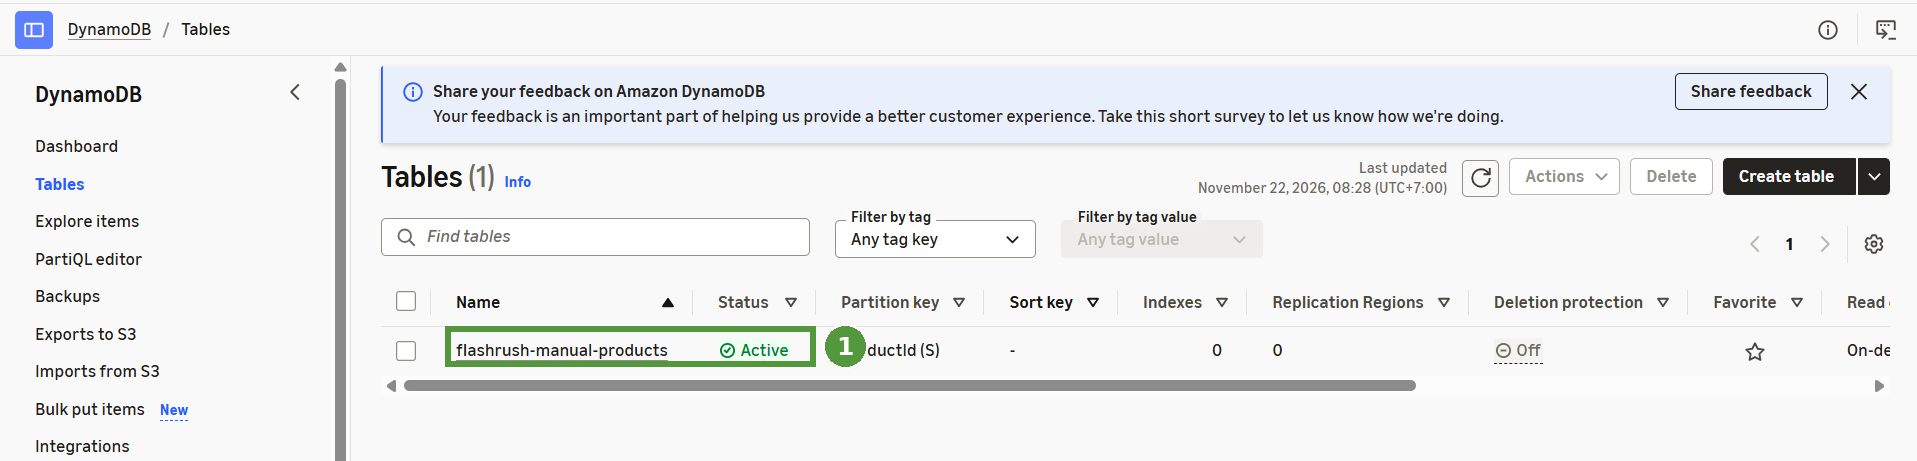 DynamoDB / Tables
DynamoDB
Dashboard
Tables
Explore items
PartiQL editor
Backups
Exports to S3
Imports from S3
Bulk put items New
Integrations
Share your feedback on Amazon DynamoDB
Your feedback is an important part of helping us provide a better customer experience. Take this short survey to let us know how we're doing.
Share feedback
Tables (1) Info
Last updated
November 22, 2026, 08:28 (UTC+7:00)
Actions
Delete
Create table
Find tables
Filter by tag
Any tag key
Filter by tag value
Any tag value
1
Name Status Partition key Sort key Indexes Replication Regions Deletion protection Favorite Read
flashrush-manual-products Active 1 ductId (S) - 0 0 Off On-de